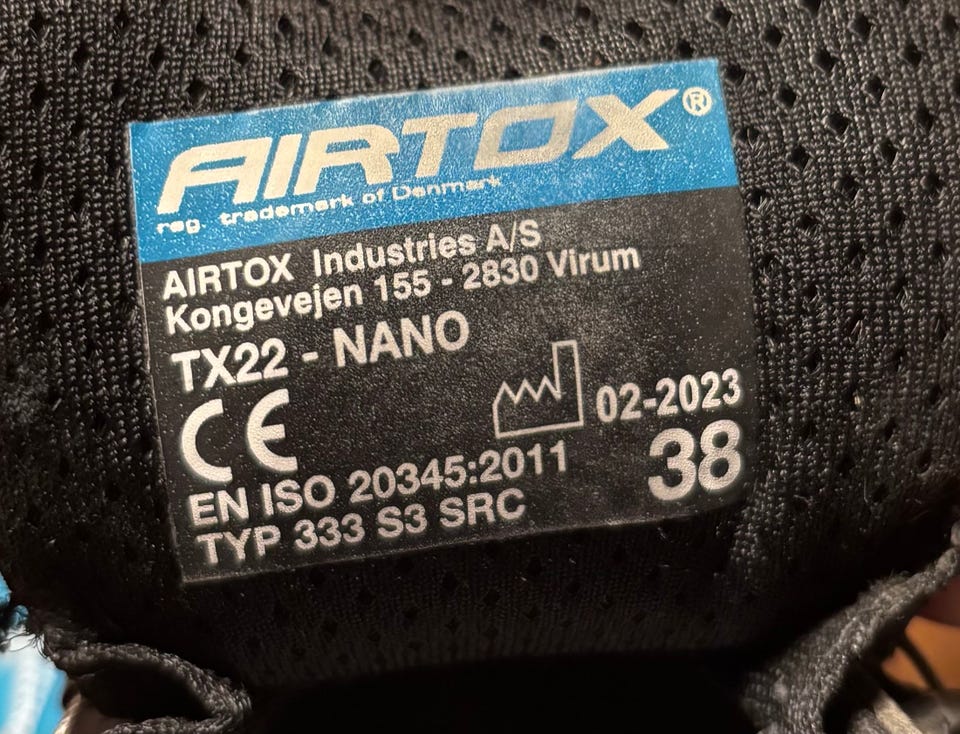 AIRTOX®
reg. trademark of Denmark
AIRTOX Industries A/S
Kongevejen 155 - 2830 Virum
TX22 - NANO
02-2023
CE
38
EN ISO 20345:2011
TYP 333 S3 SRC